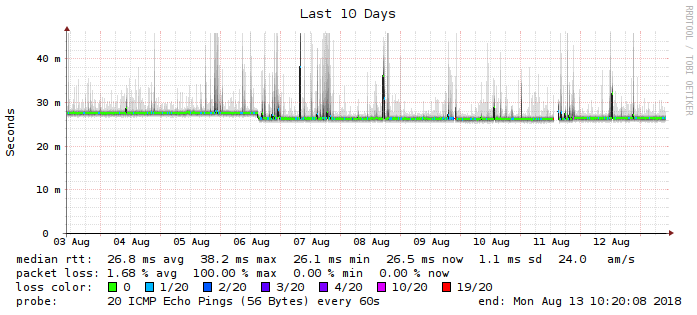 Last 10 Days
RRDTOOL / TOBI OETIKER
Seconds
40 m
30 m
20 m
10 m
0
03 Aug 04 Aug 05 Aug 06 Aug 07 Aug 08 Aug 09 Aug 10 Aug 11 Aug 12 Aug
median rtt: 26.8 ms avg 38.2 ms max 26.1 ms min 26.5 ms now 1.1 ms sd 24.0 am/s
packet loss: 1.68 % avg 100.00 % max 0.00 % min 0.00 % now
loss color: 0 1/20 2/20 3/20 4/20 10/20 19/20
probe: 20 ICMP Echo Pings (56 Bytes) every 60s end: Mon Aug 13 10:20:08 2018